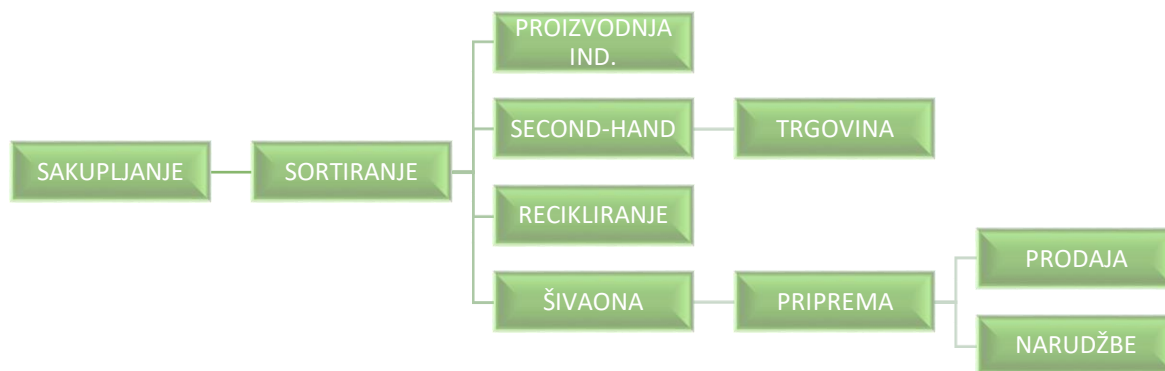 PROIZVODNJA
IND.
SECOND-HAND
TRGOVINA
SAKUPLJANJE
SORTIRANJE
RECIKLIRANJE
PRODAJA
ŠIVAONA
PRIPREMA
NARUDŽBE